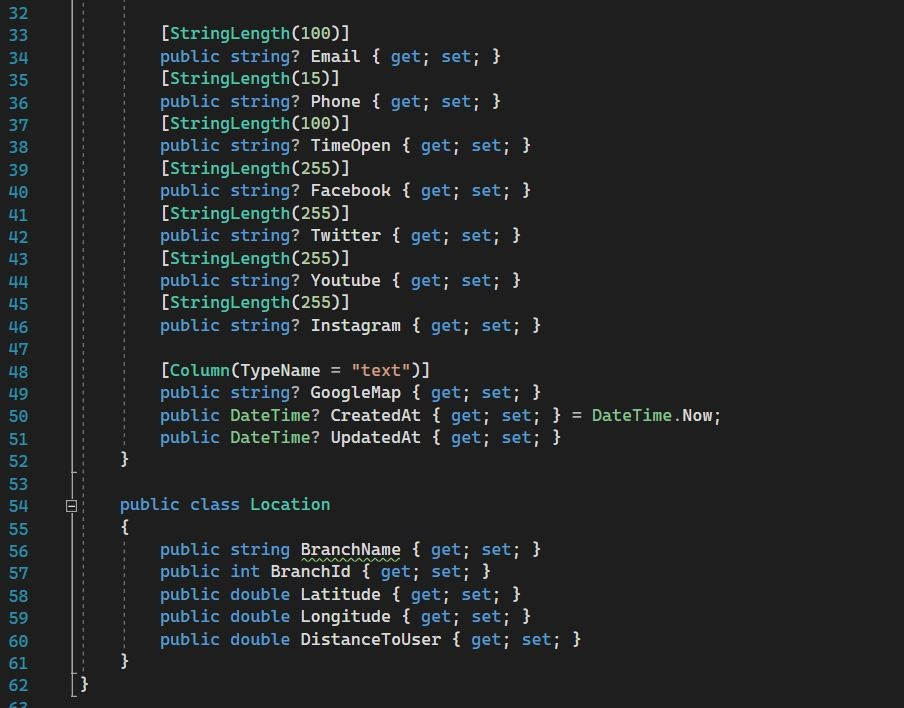 32
33 [StringLength(100)]
34 public string? Email { get; set; }
35 [StringLength(15)]
36 public string? Phone { get; set; }
37 [StringLength(100)]
38 public string? TimeOpen { get; set; }
39 [StringLength(255)]
40 public string? Facebook { get; set; }
41 [StringLength(255)]
42 public string? Twitter { get; set; }
43 [StringLength(255)]
44 public string? Youtube { get; set; }
45 [StringLength(255)]
46 public string? Instagram { get; set; }
47
48 [Column(TypeName = "text")]
49 public string? GoogleMap { get; set; }
50 public DateTime? CreatedAt { get; set; } = DateTime.Now;
51 public DateTime? UpdatedAt { get; set; }
52 }
53
54 public class Location
55 {
56 public string BranchName { get; set; }
57 public int BranchId { get; set; }
58 public double Latitude { get; set; }
59 public double Longitude { get; set; }
60 public double DistanceToUser { get; set; }
61 }
62 }
63